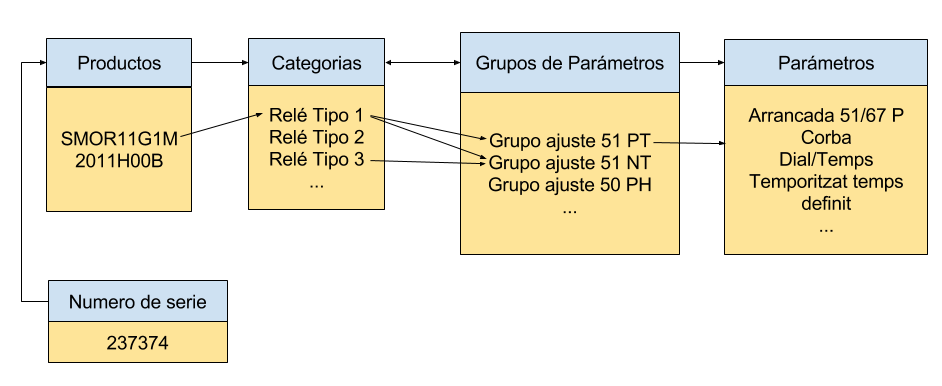 Productos
SMOR11G1M
2011H00B
Categorias
Relé Tipo 1
Relé Tipo 2
Relé Tipo 3
...
Grupos de Parámetros
Grupo ajuste 51 PT
Grupo ajuste 51 NT
Grupo ajuste 50 PH
...
Parámetros
Arrancada 51/67 P
Corba
Dial/Temps
Temporitzat temps
definit
...
Numero de serie
237374